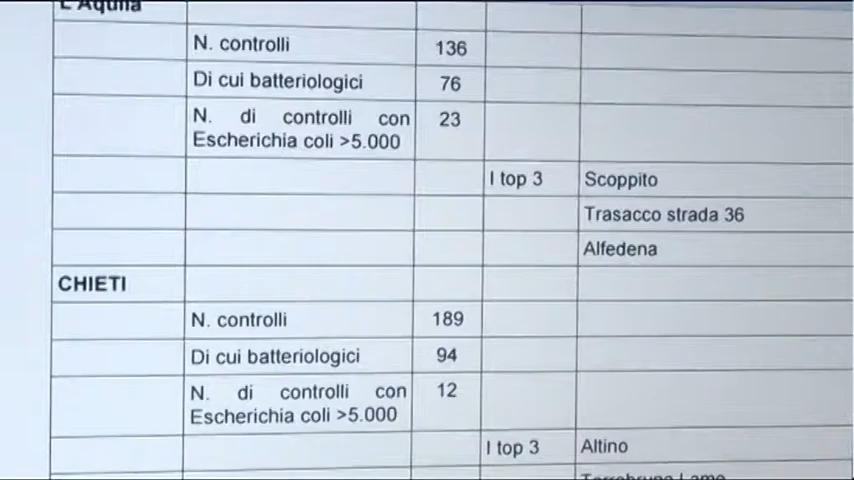 L'Aquila
N. controlli 136
Di cui batteriologici 76
N. di controlli con
Escherichia coli >5.000 23
I top 3 Scoppito
Trasacco strada 36
Alfedena
CHIETI
N. controlli 189
Di cui batteriologici 94
N. di controlli con
Escherichia coli >5.000 12
I top 3 Altino